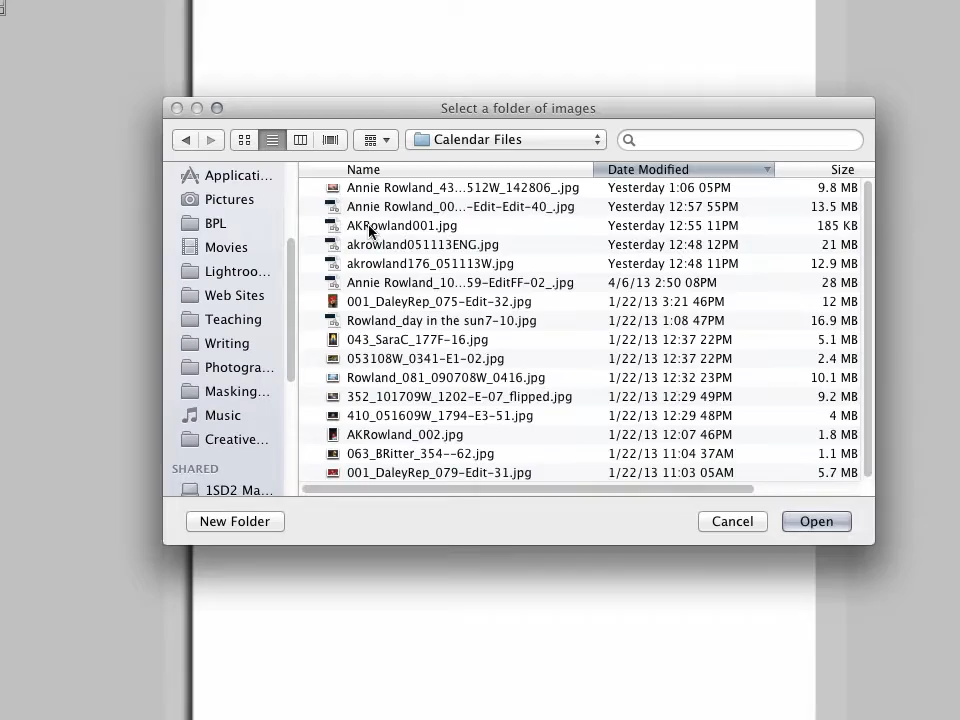 Select a folder of images
Calendar Files
Name Date Modified Size
Applicati...
Pictures
BPL
Movies
Lightroo...
Web Sites
Teaching
Writing
Photogra...
Masking...
Music
Creative...
SHARED
1SD2 Ma...
Annie Rowland_43...512W_142806_.jpg Yesterday 1:06 05PM 9.8 MB
Annie Rowland_00...-Edit-Edit-40_.jpg Yesterday 12:57 55PM 13.5 MB
AKRowland001.jpg Yesterday 12:55 11PM 185 KB
akrowland051113ENG.jpg Yesterday 12:48 12PM 21 MB
akrowland176_051113W.jpg Yesterday 12:48 11PM 12.9 MB
Annie Rowland_10...59-EditFF-02_.jpg 4/6/13 2:50 08PM 28 MB
001_DaleyRep_075-Edit-32.jpg 1/22/13 3:21 46PM 12 MB
Rowland_day in the sun7-10.jpg 1/22/13 1:08 47PM 16.9 MB
043_SaraC_177F-16.jpg 1/22/13 12:37 22PM 5.1 MB
053108W_0341-E1-02.jpg 1/22/13 12:37 22PM 2.4 MB
Rowland_081_090708W_0416.jpg 1/22/13 12:32 23PM 10.1 MB
352_101709W_1202-E-07_flipped.jpg 1/22/13 12:29 49PM 9.2 MB
410_051609W_1794-E3-51.jpg 1/22/13 12:29 48PM 4 MB
AKRowland_002.jpg 1/22/13 12:07 46PM 1.8 MB
063_BRitter_354--62.jpg 1/22/13 11:04 37AM 1.1 MB
001_DaleyRep_079-Edit-31.jpg 1/22/13 11:03 05AM 5.7 MB
New Folder Cancel Open